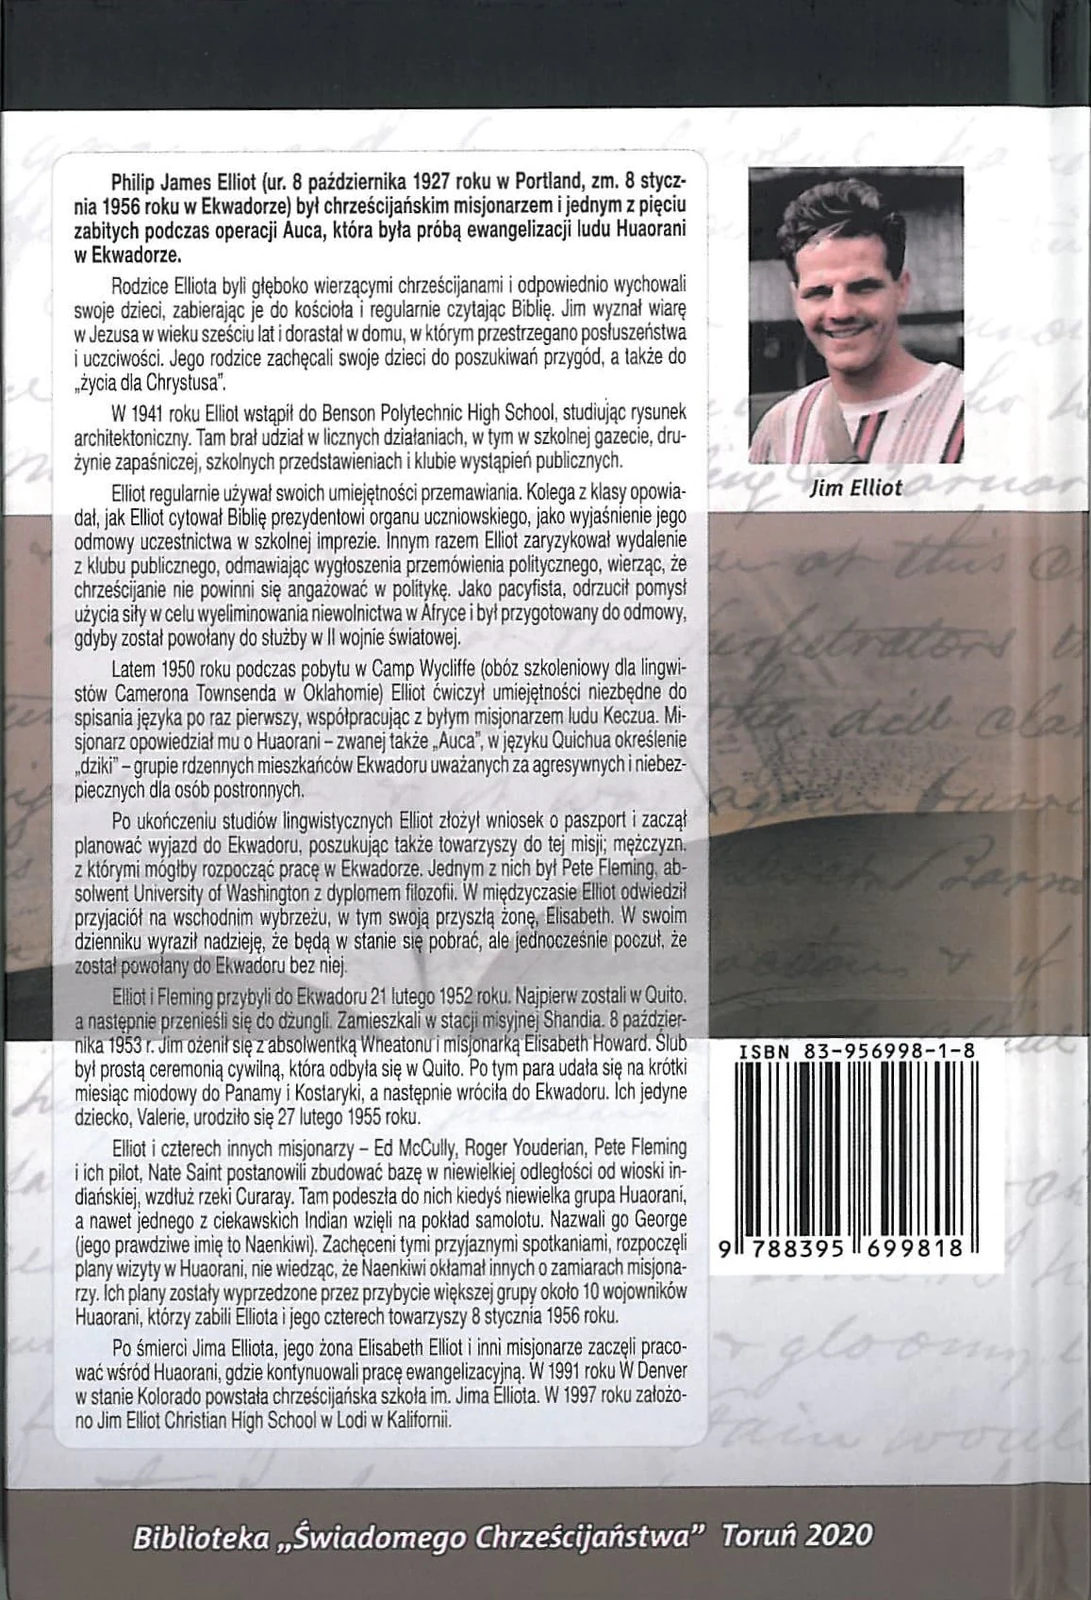 Philip James Elliot (ur. 8 października 1927 roku w Portland, zm. 8 stycz-
nia 1956 roku w Ekwadorze) był chrześcijańskim misjonarzem i jednym z pięciu
zabitych podczas operacji Auca, która była próbą ewangelizacji ludu Huaorani
w Ekwadorze.
Rodzice Elliota byli głęboko wierzącymi chrześcijanami i odpowiednio wychowali
swoje dzieci, zabierając je do kościoła i regularnie czytając Biblię. Jim wyznał wiarę
w Jezusa w wieku sześciu lat i dorastał w domu, w którym przestrzegano posłuszeństwa
i uczciwości. Jego rodzice zachęcali swoje dzieci do poszukiwań przygód, a także do
„życia dla Chrystusa”.
W 1941 roku Elliot wstąpił do Benson Polytechnic High School, studiując rysunek
architektoniczny. Tam brał udział w licznych działaniach, w tym w szkolnej gazecie, dru-
żynie zapaśniczej, szkolnych przedstawieniach i klubie wystąpień publicznych.
Elliot regularnie używał swoich umiejętności przemawiania. Kolega z klasy opowia-
dał, jak Elliot cytował Biblię prezydentowi organu uczniowskiego, jako wyjaśnienie jego
odmowy uczestnictwa w szkolnej imprezie. Innym razem Elliot zaryzykował wydalenie
z klubu publicznego, odmawiając wygłoszenia przemówienia politycznego, wierząc, że
chrześcijanie nie powinni się angażować w politykę. Jako pacyfista, odrzucił pomysł
użycia siły w celu wyeliminowania niewolnictwa w Afryce i był przygotowany do odmowy,
gdyby został powołany do służby w II wojnie światowej.
Latem 1950 roku podczas pobytu w Camp Wycliffe (obóz szkoleniowy dla lingwi-
stów Camerona Townsenda w Oklahomie) Elliot ćwiczył umiejętności niezbędne do
spisania języka po raz pierwszy, współpracując z byłym misjonarzem ludu Keczua. Mi-
sjonarz opowiedział mu o Huaorani – zwanej także „Auca”, w języku Quichua określenie
„dziki” – grupie rdzennych mieszkańców Ekwadoru uważanych za agresywnych i niebez-
piecznych dla osób postronnych.
Po ukończeniu studiów lingwistycznych Elliot złożył wniosek o paszport i zaczął
planować wyjazd do Ekwadoru, poszukując także towarzyszy do tej misji; mężczyzn,
z którymi mógłby rozpocząć pracę w Ekwadorze. Jednym z nich był Pete Fleming, ab-
solwent University of Washington z dyplomem filozofii. W międzyczasie Elliot odwiedził
przyjaciół na wschodnim wybrzeżu, w tym swoją przyszłą żonę, Elisabeth. W swoim
dzienniku wyraził nadzieję, że będą w stanie się pobrać, ale jednocześnie poczuł, że
został powołany do Ekwadoru bez niej.
Elliot i Fleming przybyli do Ekwadoru 21 lutego 1952 roku. Najpierw zostali w Quito,
a następnie przenieśli się do dżungli. Zamieszkali w stacji misyjnej Shandia. 8 paździer-
nika 1953 r. Jim ożenił się z absolwentką Wheatonu i misjonarką Elisabeth Howard. Ślub
był prostą ceremonią cywilną, która odbyła się w Quito. Po tym para udała się na krótki
miesiąc miodowy do Panamy i Kostaryki, a następnie wróciła do Ekwadoru. Ich jedyne
dziecko, Valerie, urodziło się 27 lutego 1955 roku.
Elliot i czterech innych misjonarzy – Ed McCully, Roger Youderian, Pete Fleming
i ich pilot, Nate Saint postanowili zbudować bazę w niewielkiej odległości od wioski in-
diańskiej, wzdłuż rzeki Curaray. Tam podeszła do nich kiedyś niewielka grupa Huaorani,
a nawet jednego z ciekawskich Indian wzięli na pokład samolotu. Nazwali go George
(jego prawdziwe imię to Naenkiwi). Zachęceni tymi przyjaznymi spotkaniami, rozpoczęli
plany wizyty w Huaorani, nie wiedząc, że Naenkiwi okłamał innych o zamiarach misjona-
rzy. Ich plany zostały wyprzedzone przez przybycie większej grupy około 10 wojowników
Huaorani, którzy zabili Elliota i jego czterech towarzyszy 8 stycznia 1956 roku.
Po śmierci Jima Elliota, jego żona Elisabeth Elliot i inni misjonarze zaczęli praco-
wać wśród Huaorani, gdzie kontynuowali pracę ewangelizacyjną. W 1991 roku W Denver
w stanie Kolorado powstała chrześcijańska szkoła im. Jima Elliota. W 1997 roku założo-
no Jim Elliot Christian High School w Lodi w Kalifornii.
Jim Elliot
ISBN 83-956998-1-8
9 788395 699818
Biblioteka „Świadomego Chrześcijaństwa” Toruń 2020